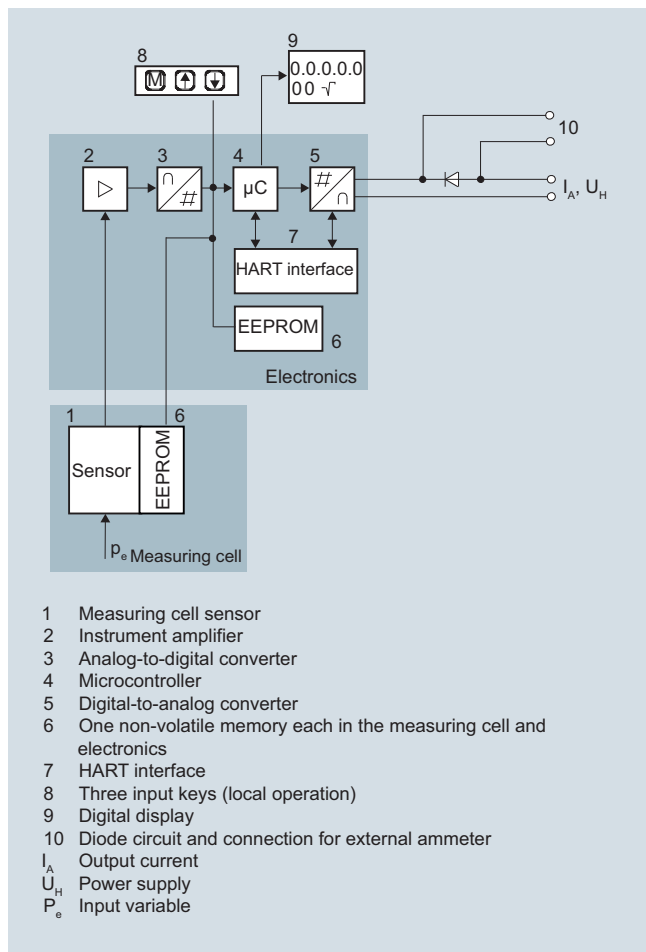 8
9
M
0.0.0.0.0
00 √
10
2
3
4
5
∩
#
µC
#
∩
I_A, U_H
7
HART interface
EEPROM
6
Electronics
1
6
Sensor
EEPROM
p_e Measuring cell
1 Measuring cell sensor
2 Instrument amplifier
3 Analog-to-digital converter
4 Microcontroller
5 Digital-to-analog converter
6 One non-volatile memory each in the measuring cell and
electronics
7 HART interface
8 Three input keys (local operation)
9 Digital display
10 Diode circuit and connection for external ammeter
I_A Output current
U_H Power supply
P_e Input variable